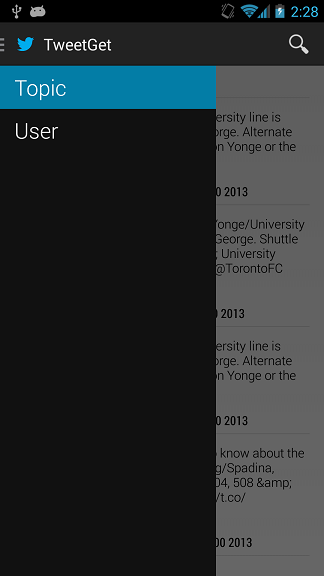 2:28
TweetGet
Topic
User
ersity line is
orge. Alternate
on Yonge or the
0 2013
Yonge/University
George. Shuttle
; University
@TorontoFC
0 2013
ersity line is
orge. Alternate
on Yonge or the
0 2013
know about the
g/Spadina,
04, 508 &amp;
/t.co/
00 2013